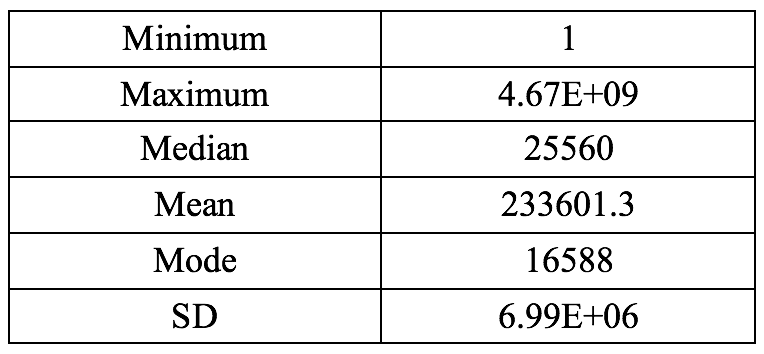 Minimum 1
Maximum 4.67E+09
Median 25560
Mean 233601.3
Mode 16588
SD 6.99E+06